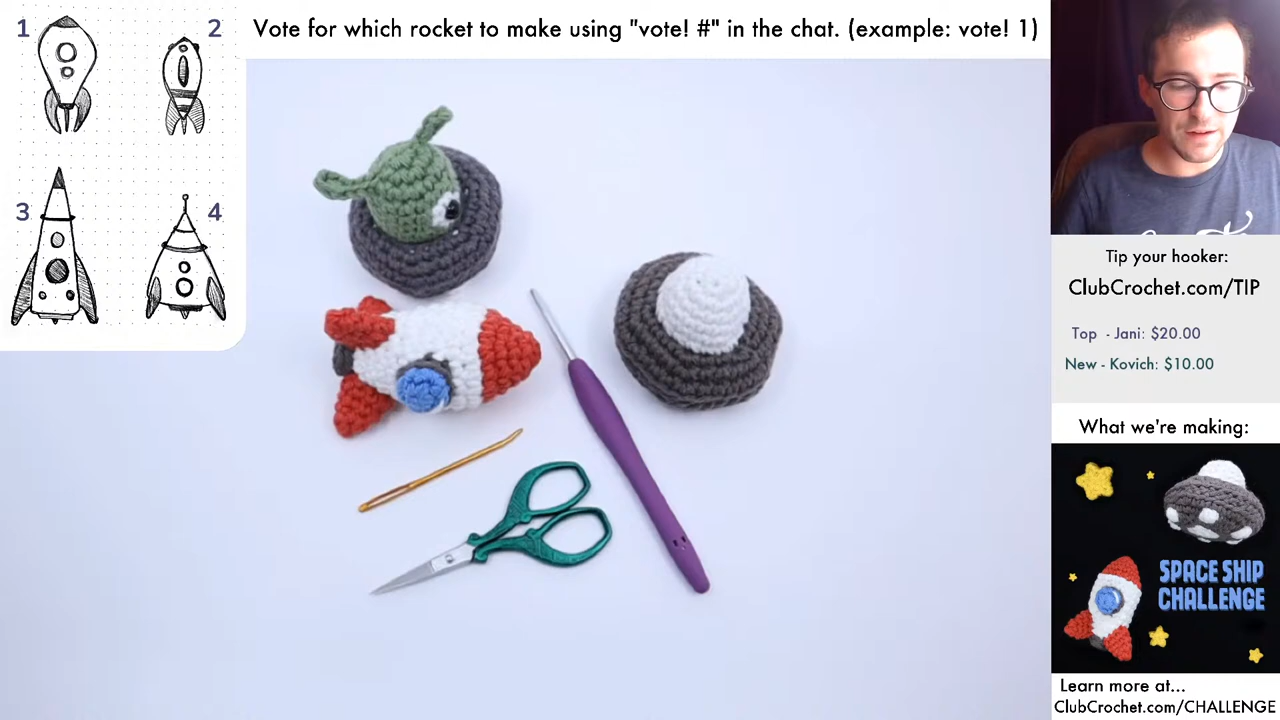 1
2
Vote for which rocket to make using "vote! #" in the chat. (example: vote! 1)
3
4
Tip your hooker:
ClubCrochet.com/TIP
Top - Jani: $20.00
New - Kovich: $10.00
What we're making:
SPACE SHIP
CHALLENGE
Learn more at...
ClubCrochet.com/CHALLENGE